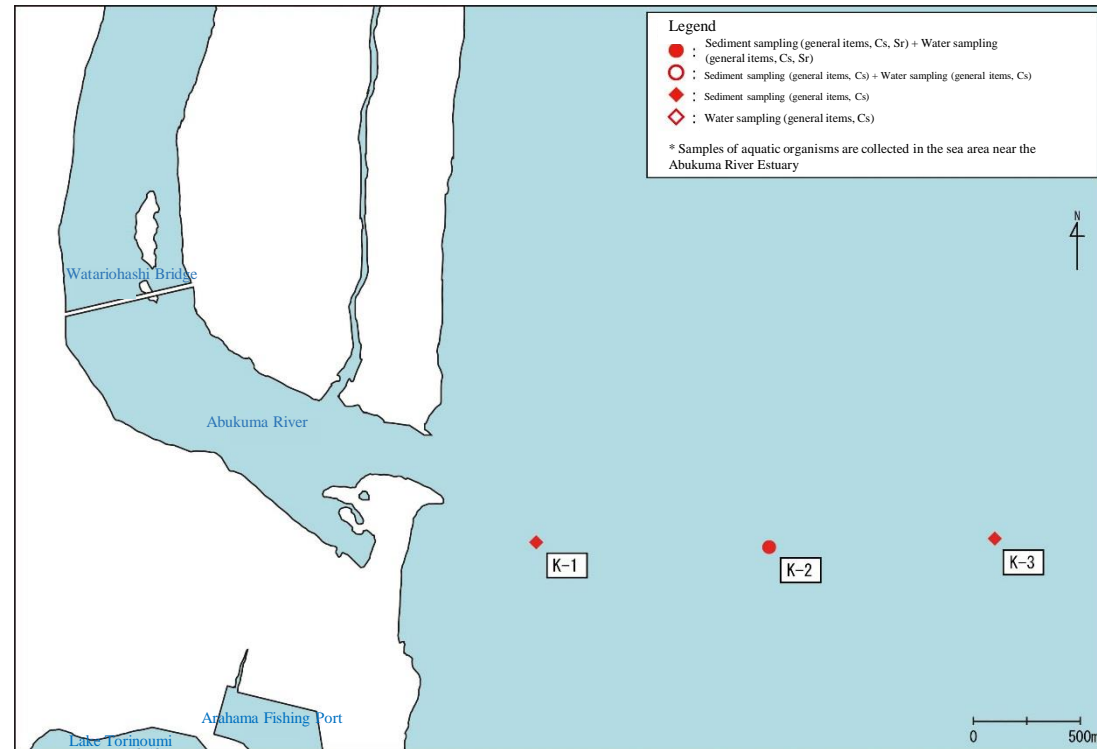 Legend
: Sediment sampling (general items, Cs, Sr) + Water sampling
(general items, Cs, Sr)
: Sediment sampling (general items, Cs) + Water sampling (general items, Cs)
: Sediment sampling (general items, Cs)
: Water sampling (general items, Cs)
* Samples of aquatic organisms are collected in the sea area near the
Abukuma River Estuary
N
Watariohashi Bridge
Abukuma River
K-1
K-2
K-3
Arahama Fishing Port
Lake Torinoumi
0 500m